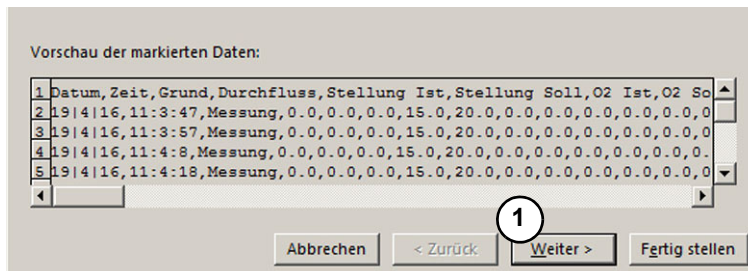 Vorschau der markierten Daten:
1 Datum,Zeit,Grund,Durchfluss,Stellung Ist,Stellung Soll,O2 Ist,O2 So
2 19|4|16,11:3:47,Messung,0.0,0.0,0.0,15.0,20.0,0.0,0.0,0.0,0.0,0.0,0
3 19|4|16,11:3:57,Messung,0.0,0.0,0.0,15.0,20.0,0.0,0.0,0.0,0.0,0.0,0
4 19|4|16,11:4:8,Messung,0.0,0.0,0.0,15.0,20.0,0.0,0.0,0.0,0.0,0.0,0.
5 19|4|16,11:4:18,Messung,0.0,0.0,0.0,15.0,20.0,0.0,0.0,0.0,0.0,0.0,0
1
Abbrechen < Zurück Weiter > Fertig stellen